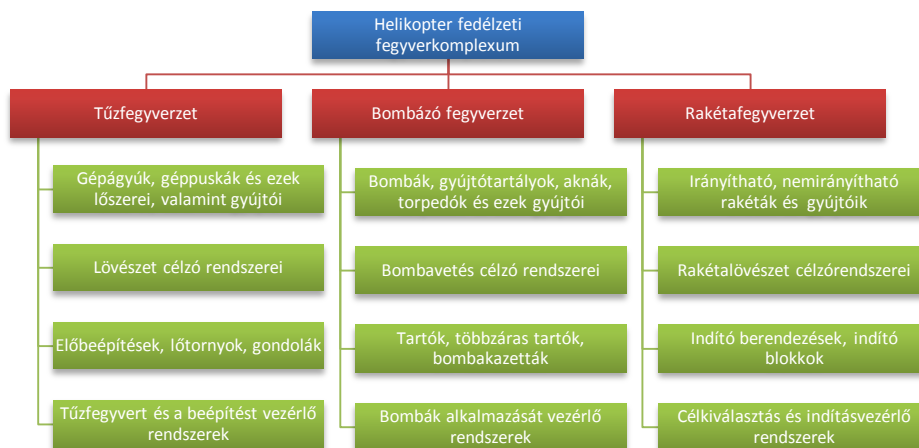 Helikopter fedélzeti
fegyverkomplexum
Tűzfegyverzet
Gépágyúk, géppuskák és ezek
lőszerei, valamint gyújtói
Lövészet célzó rendszerei
Előbeépítések, lőtornyok, gondolák
Tűzfegyvert és a beépítést vezérlő
rendszerek
Bombázó fegyverzet
Bombák, gyújtótartályok, aknák,
torpedók és ezek gyújtói
Bombavetés célzó rendszerei
Tartók, többzáras tartók,
bombakazetták
Bombák alkalmazását vezérlő
rendszerek
Rakétafegyverzet
Irányítható, nemirányítható
rakéták és gyújtóik
Rakétalövészet célzórendszerei
Indító berendezések, indító
blokkok
Célkiválasztás és indításvezérlő
rendszerek